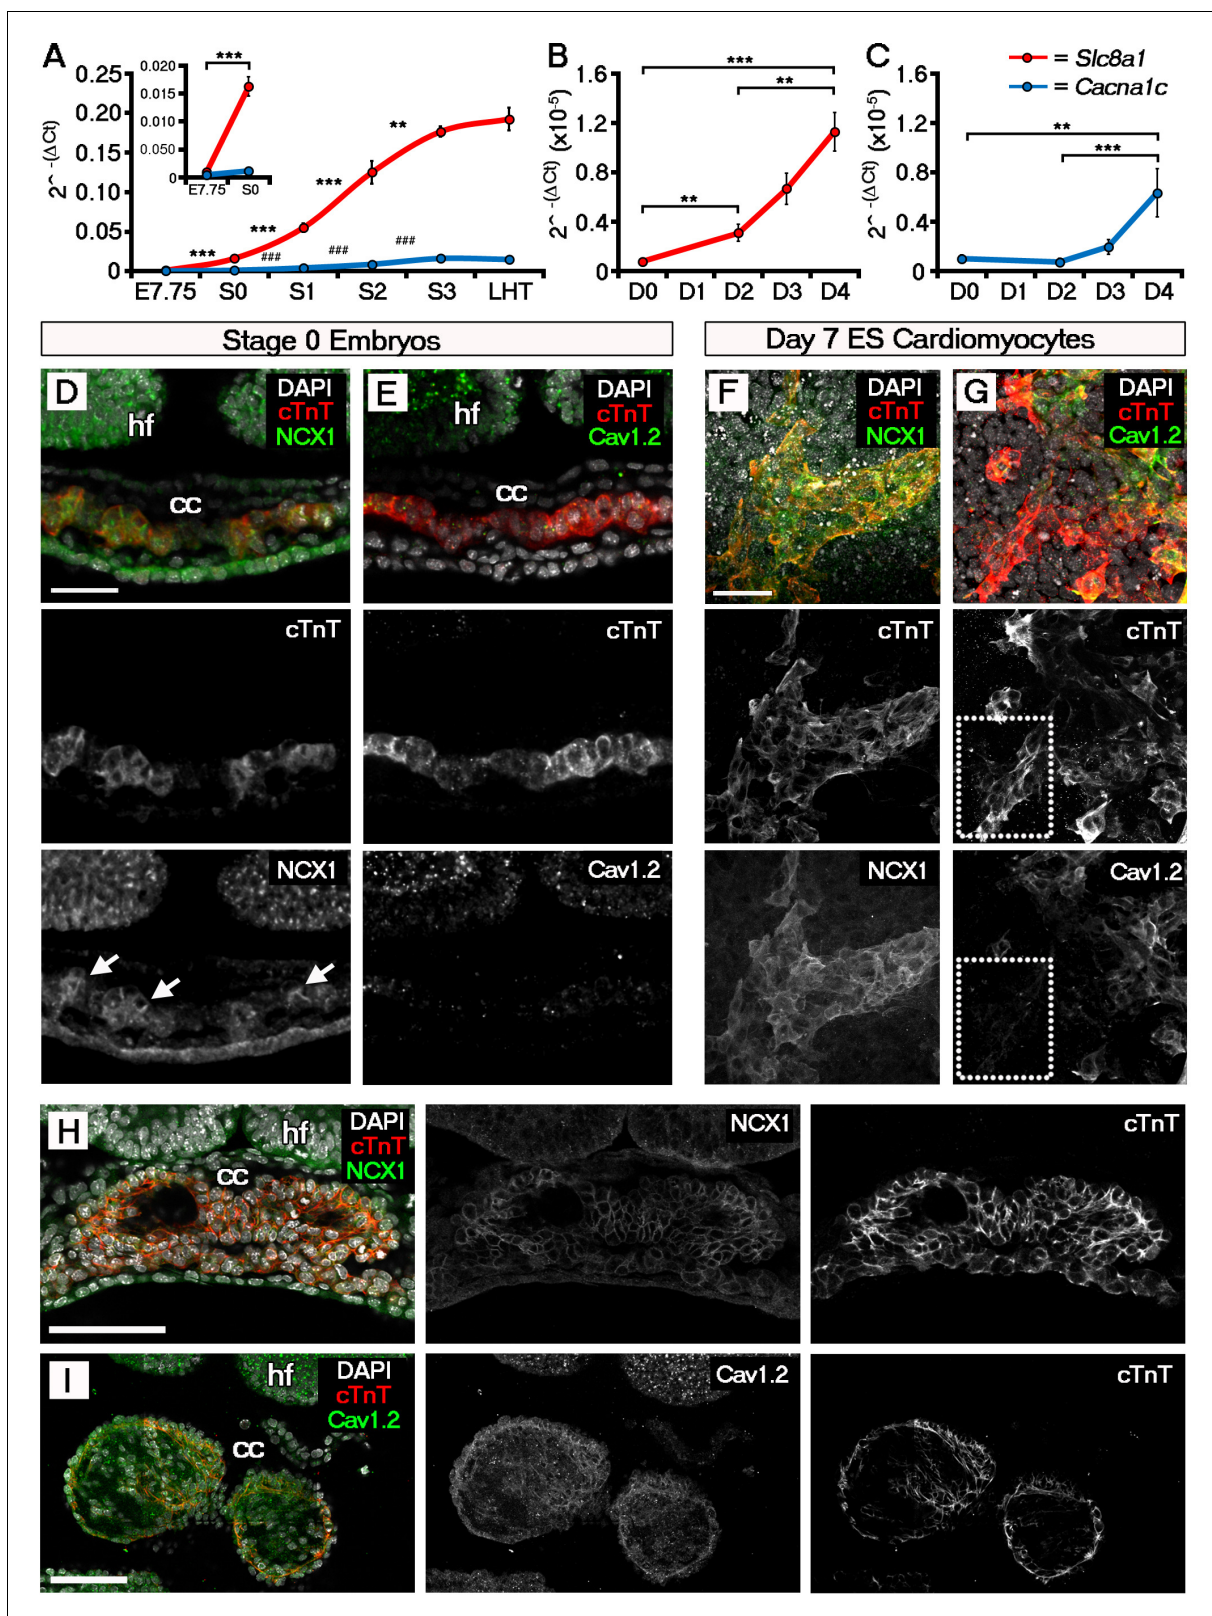 A
2^-(ΔCt)
0.25
0.20
0.15
0.10
0.05
0
E7.75 S0 S1 S2 S3 LHT
*** *** *** **
### ### ###
0.020
0.015
0.010
0.050
0
E7.75 S0
***
B
2^-(ΔCt) (x10-5)
1.6
1.2
0.8
0.4
0
D0 D1 D2 D3 D4
***
**
**
C
2^-(ΔCt) (x10-5)
1.6
1.2
0.8
0.4
0
D0 D1 D2 D3 D4
**
***
= Slc8a1
= Cacna1c
Stage 0 Embryos
Day 7 ES Cardiomyocytes
D
hf
DAPI
cTnT
NCX1
cc
E
hf
DAPI
cTnT
Cav1.2
cc
F
DAPI
cTnT
NCX1
G
DAPI
cTnT
Cav1.2
cTnT
cTnT
cTnT
cTnT
NCX1
Cav1.2
NCX1
Cav1.2
H
hf
DAPI
cTnT
NCX1
cc
NCX1
cTnT
I
hf
DAPI
cTnT
Cav1.2
cc
Cav1.2
cTnT